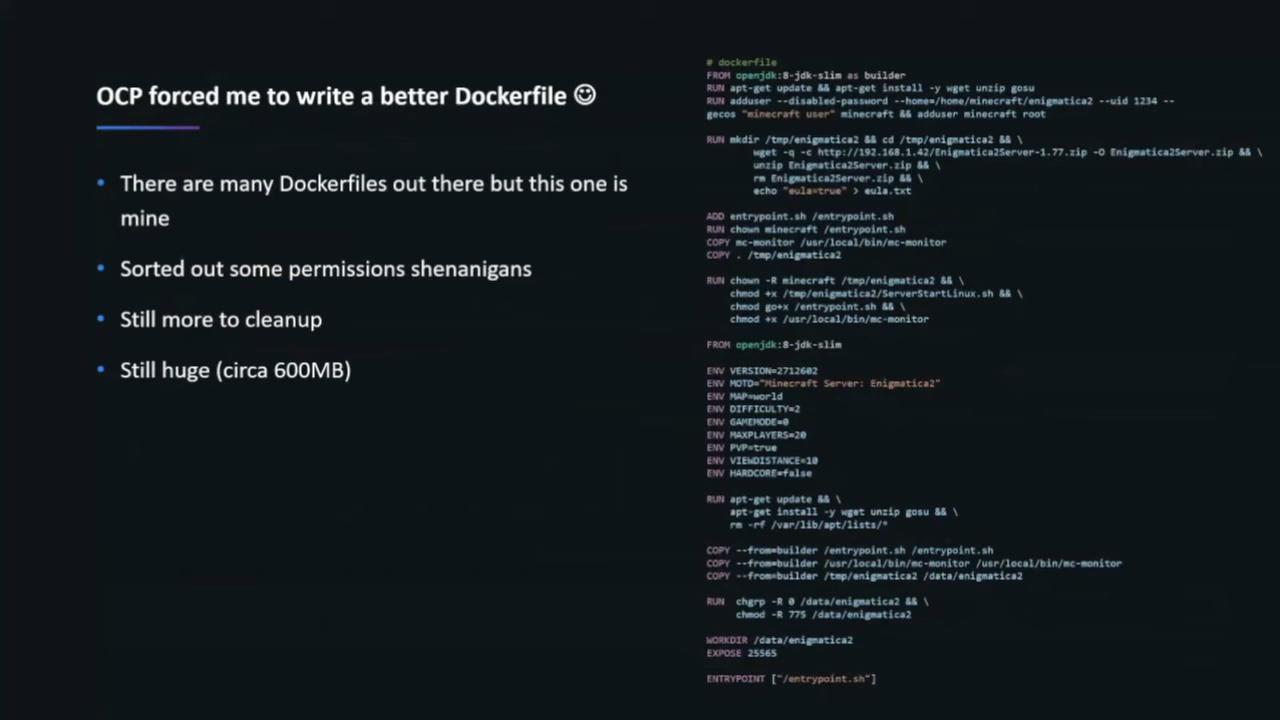 OCP forced me to write a better Dockerfile ☺
• There are many Dockerfiles out there but this one is
mine
• Sorted out some permissions shenanigans
• Still more to cleanup
• Still huge (circa 600MB)
# dockerfile
FROM openjdk:8-jdk-slim as builder
RUN apt-get update && apt-get install -y wget unzip gosu
RUN adduser --disabled-password --home=/home/minecraft/enigmatica2 --uid 1234 --
gecos "minecraft user" minecraft && adduser minecraft root
RUN mkdir /tmp/enigmatica2 && cd /tmp/enigmatica2 && \
wget -q -c http://192.168.1.42/Enigmatica2Server-1.77.zip -O Enigmatica2Server.zip && \
unzip Enigmatica2Server.zip && \
rm Enigmatica2Server.zip && \
echo "eula=true" > eula.txt
ADD entrypoint.sh /entrypoint.sh
RUN chown minecraft /entrypoint.sh
COPY mc-monitor /usr/local/bin/mc-monitor
COPY . /tmp/enigmatica2
RUN chown -R minecraft /tmp/enigmatica2 && \
chmod +x /tmp/enigmatica2/ServerStartLinux.sh && \
chmod go+x /entrypoint.sh && \
chmod +x /usr/local/bin/mc-monitor
FROM openjdk:8-jdk-slim
ENV VERSION=2712602
ENV MOTD="Minecraft Server: Enigmatica2"
ENV MAP=world
ENV DIFFICULTY=2
ENV GAMEMODE=0
ENV MAXPLAYERS=20
ENV PVP=true
ENV VIEWDISTANCE=10
ENV HARDCORE=false
RUN apt-get update && \
apt-get install -y wget unzip gosu && \
rm -rf /var/lib/apt/lists/*
COPY --from=builder /entrypoint.sh /entrypoint.sh
COPY --from=builder /usr/local/bin/mc-monitor /usr/local/bin/mc-monitor
COPY --from=builder /tmp/enigmatica2 /data/enigmatica2
RUN chgrp -R 0 /data/enigmatica2 && \
chmod -R 775 /data/enigmatica2
WORKDIR /data/enigmatica2
EXPOSE 25565
ENTRYPOINT ["/entrypoint.sh"]